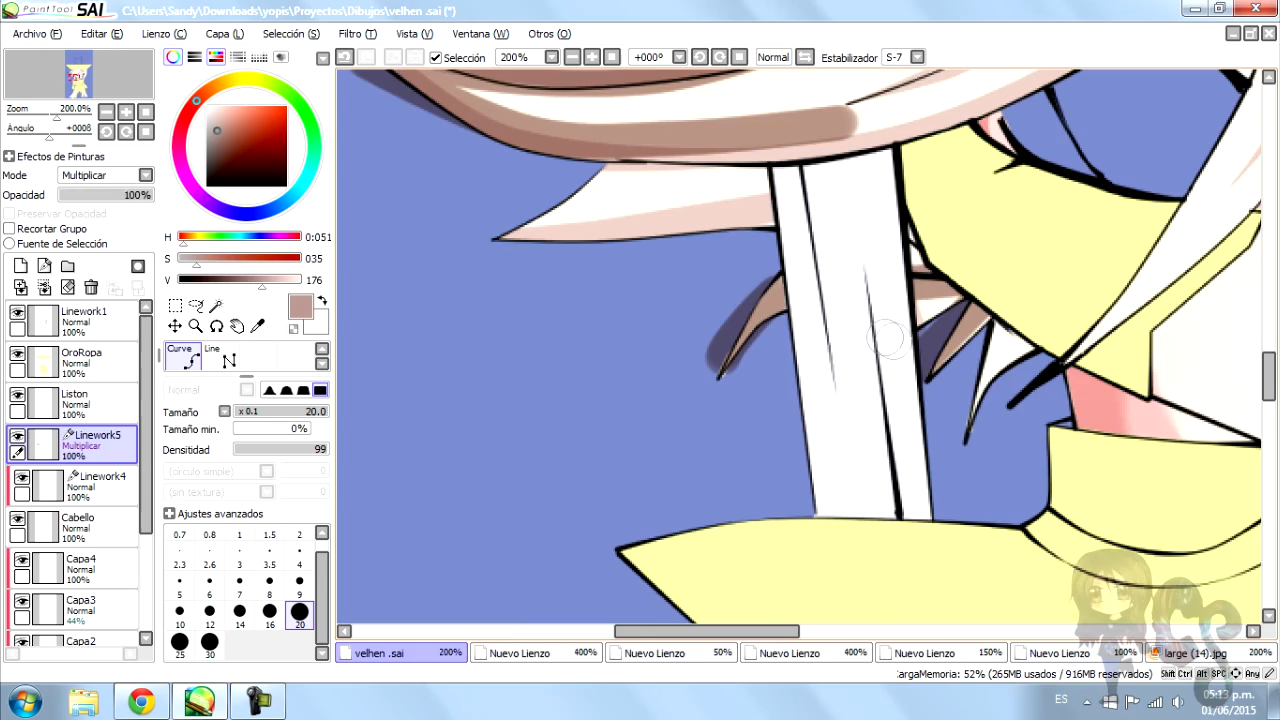 PaintTool SAI C:\Users\Sandy\Downloads\yopis\Proyectos\Dibujos\velhen .sai (*)
Archivo (F) Editar (E) Lienzo (C) Capa (L) Selección (S) Filtro (T) Vista (V) Ventana (W) Otros (O)
Selección 200% +000° Normal Estabilizador S-7
Zoom 200.0%
Ángulo +000ß
Efectos de Pinturas
Mode Multiplicar
Opacidad 100%
Preservar Opacidad
Recortar Grupo
Fuente de Selección
Linework1
Normal
100%
OroRopa
Normal
100%
Liston
Normal
100%
Linework5
Multiplicar
100%
Linework4
Normal
100%
Cabello
Normal
100%
Capa4
Normal
100%
Capa3
Normal
44%
Capa2
H 0:051
S 035
V 176
Curve Line
Normal
Tamaño x 0.1 20.0
Tamaño min. 0%
Densitidad 99
(circulo simple) 0
(sin textura) 0
Ajustes avanzados
0.7 0.8 1 1.5 2
2.3 2.6 3 3.5 4
5 6 7 8 9
10 12 14 16 20
25 30
velhen .sai 200% Nuevo Lienzo 400% Nuevo Lienzo 50% Nuevo Lienzo 400% Nuevo Lienzo 150% Nuevo Lienzo 100% large (14).jpg 200%
argaMemoria: 52% (265MB usados / 916MB reservados) Shift Ctrl Alt SPC Any
ES 05:13 p.m.
01/06/2015